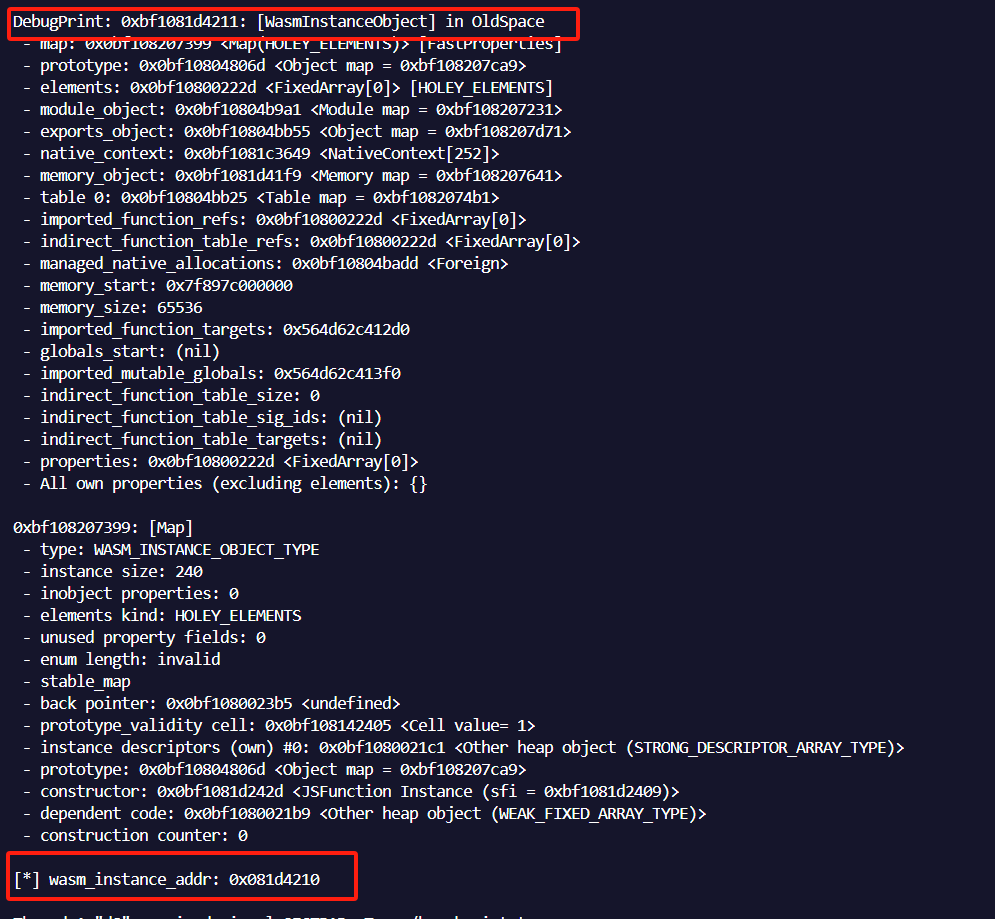 DebugPrint: 0xbf1081d4211: [WasmInstanceObject] in OldSpace
- map: 0x0bf108207399 <Map(HOLEY_ELEMENTS)> [FastProperties]
- prototype: 0x0bf10804806d <Object map = 0xbf108207ca9>
- elements: 0x0bf10800222d <FixedArray[0]> [HOLEY_ELEMENTS]
- module_object: 0x0bf10804b9a1 <Module map = 0xbf108207231>
- exports_object: 0x0bf10804bb55 <Object map = 0xbf108207d71>
- native_context: 0x0bf1081c3649 <NativeContext[252]>
- memory_object: 0x0bf1081d41f9 <Memory map = 0xbf108207641>
- table 0: 0x0bf10804bb25 <Table map = 0xbf1082074b1>
- imported_function_refs: 0x0bf10800222d <FixedArray[0]>
- indirect_function_table_refs: 0x0bf10800222d <FixedArray[0]>
- managed_native_allocations: 0x0bf10804badd <Foreign>
- memory_start: 0x7f897c000000
- memory_size: 65536
- imported_function_targets: 0x564d62c412d0
- globals_start: (nil)
- imported_mutable_globals: 0x564d62c413f0
- indirect_function_table_size: 0
- indirect_function_table_sig_ids: (nil)
- indirect_function_table_targets: (nil)
- properties: 0x0bf10800222d <FixedArray[0]>
- All own properties (excluding elements): {}
0xbf108207399: [Map]
- type: WASM_INSTANCE_OBJECT_TYPE
- instance size: 240
- inobject properties: 0
- elements kind: HOLEY_ELEMENTS
- unused property fields: 0
- enum length: invalid
- stable_map
- back pointer: 0x0bf1080023b5 <undefined>
- prototype_validity cell: 0x0bf108142405 <Cell value= 1>
- instance descriptors (own) #0: 0x0bf1080021c1 <Other heap object (STRONG_DESCRIPTOR_ARRAY_TYPE)>
- prototype: 0x0bf10804806d <Object map = 0xbf108207ca9>
- constructor: 0x0bf1081d242d <JSFunction Instance (sfi = 0xbf1081d2409)>
- dependent code: 0x0bf1080021b9 <Other heap object (WEAK_FIXED_ARRAY_TYPE)>
- construction counter: 0
[*] wasm_instance_addr: 0x081d4210